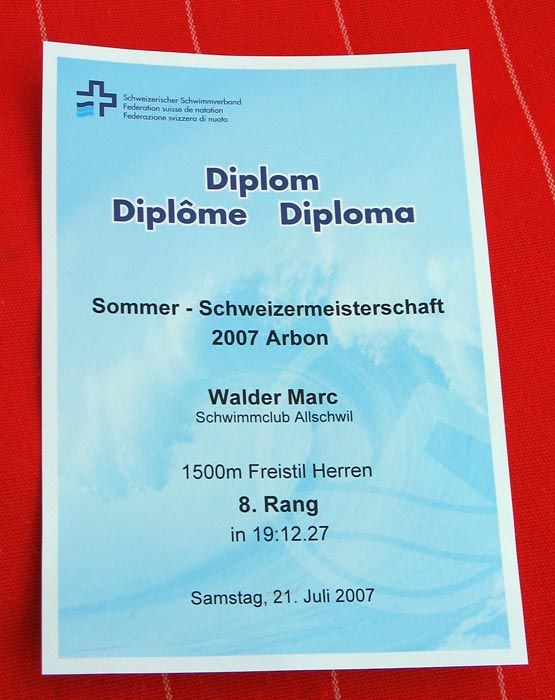 Schweizerischer Schwimmverband
Federation suisse de natation
Federazione svizzera di nuoto
Diplom
Diplôme Diploma
Sommer - Schweizermeisterschaft
2007 Arbon
Walder Marc
Schwimmclub Allschwil
1500m Freistil Herren
8. Rang
in 19:12.27
Samstag, 21. Juli 2007